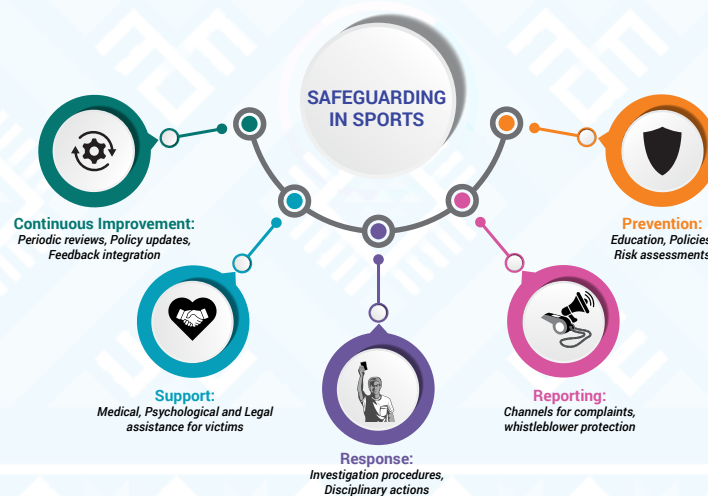 SAFEGUARDING
IN SPORTS
Continuous Improvement:
Periodic reviews, Policy updates,
Feedback integration
Support:
Medical, Psychological and Legal
assistance for victims
Response:
Investigation procedures,
Disciplinary actions
Reporting:
Channels for complaints,
whistleblower protection
Prevention:
Education, Policies
Risk assessments